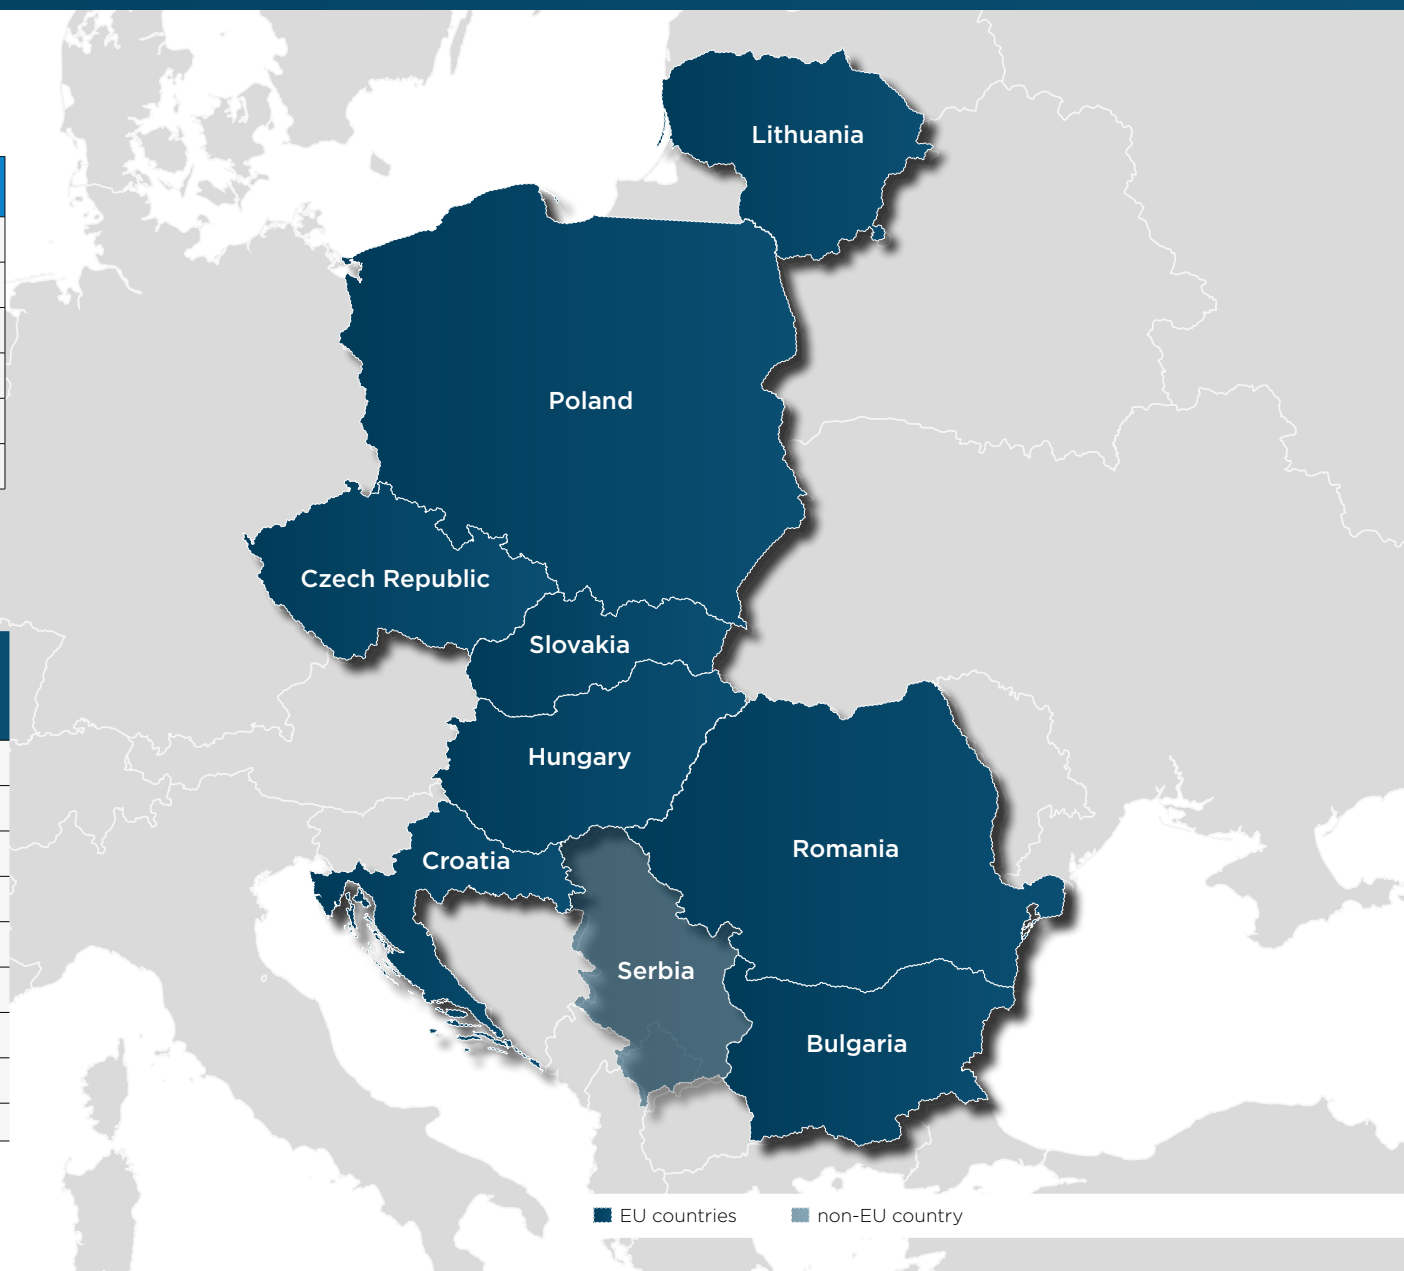 Lithuania
Poland
Czech Republic
Slovakia
Hungary
Romania
Croatia
Serbia
Bulgaria
EU countries
non-EU country